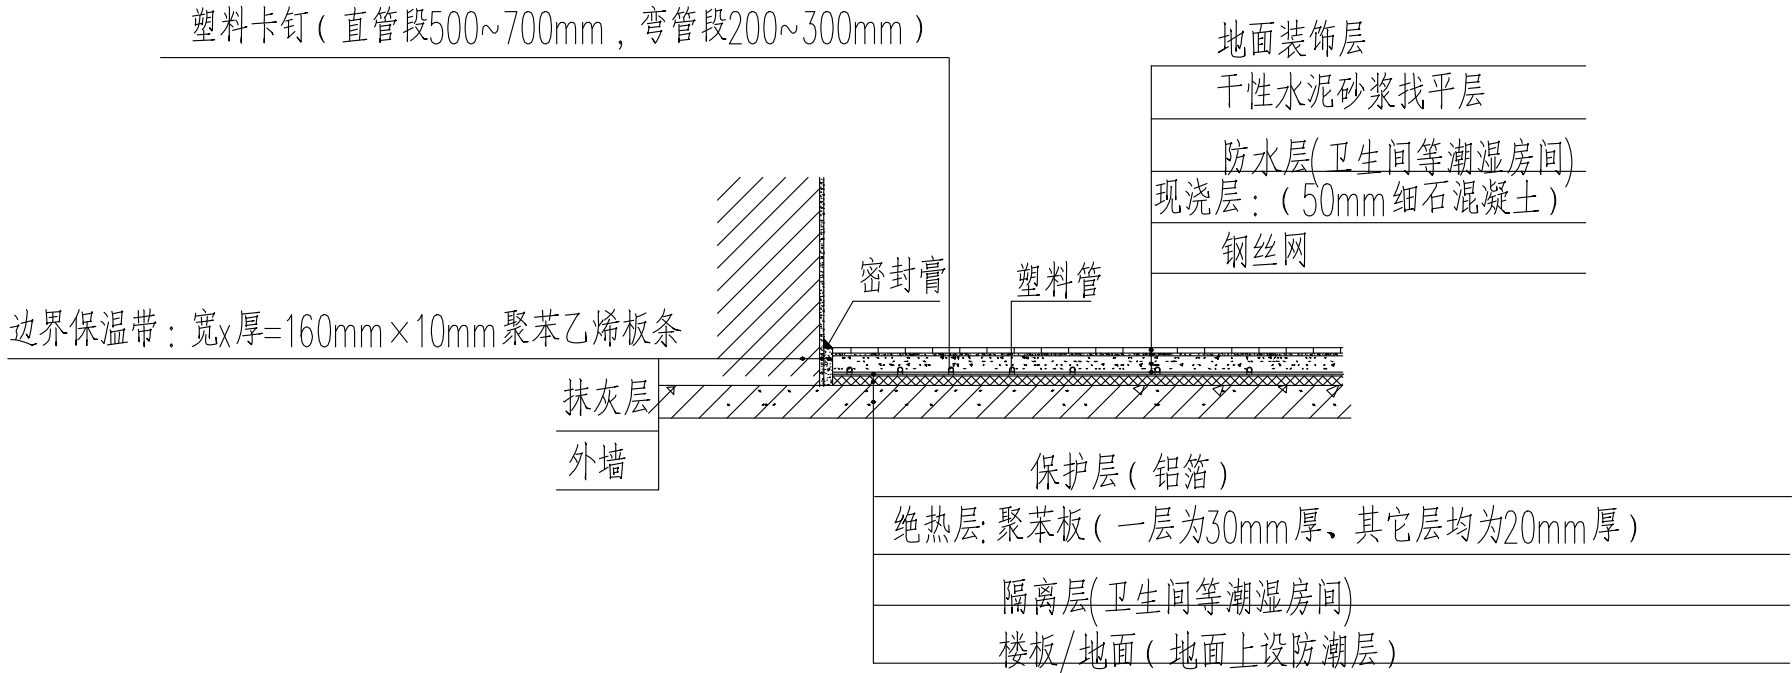 塑料卡钉(直管段500~700mm,弯管段200~300mm)
地面装饰层
干性水泥砂浆找平层
防水层(卫生间等潮湿房间)
现浇层:(50mm细石混凝土)
钢丝网
密封膏
塑料管
边界保温带:宽x厚=160mm×10mm聚苯乙烯板条
抹灰层
外墙
保护层(铝箔)
绝热层:聚苯板(一层为30mm厚、其它层均为20mm厚)
隔离层(卫生间等潮湿房间)
楼板/地面(地面上设防潮层)